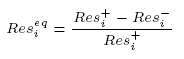 Res_i^{eq} = \frac{Res_i^+ - Res_i^-}{Res_i^+}